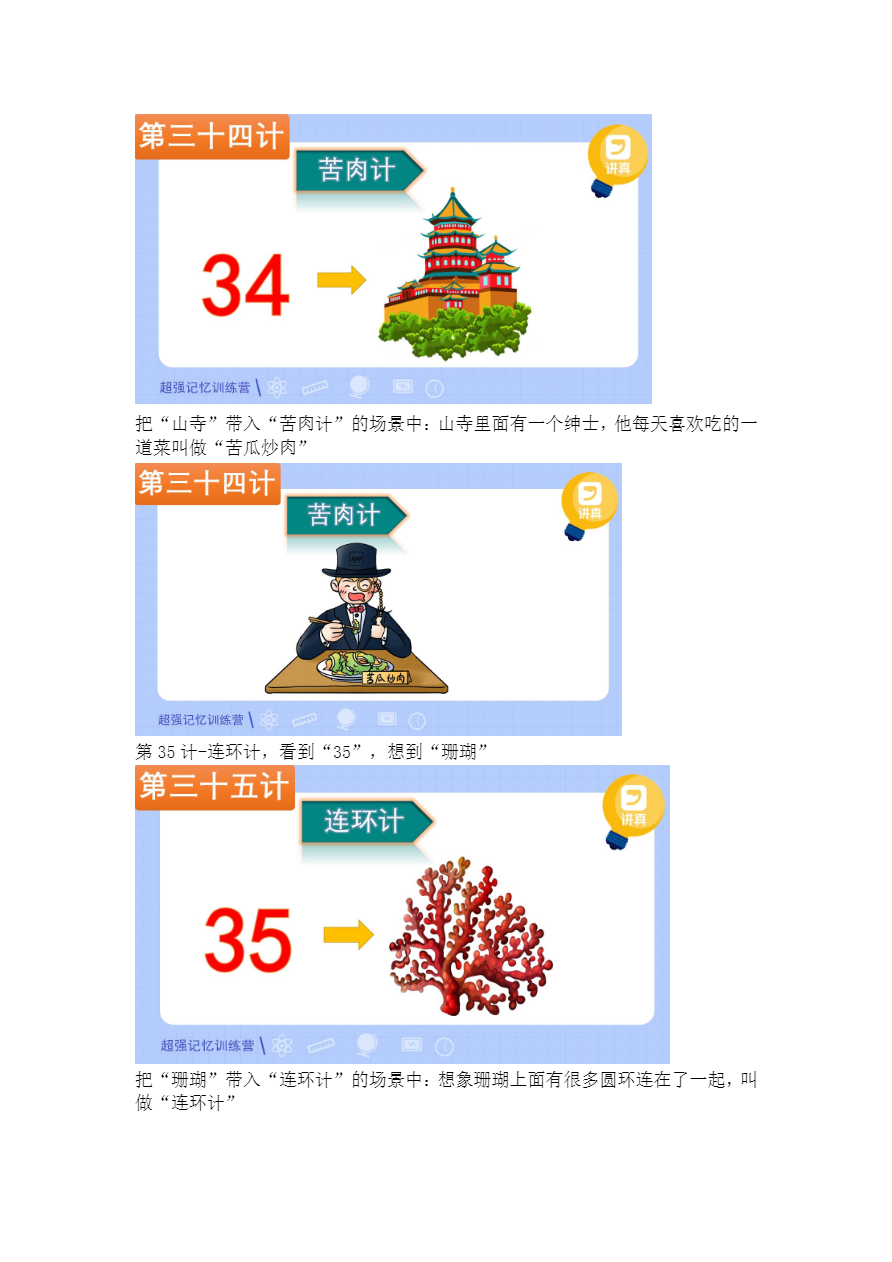 第三十四计
苦肉计
讲真
34
超强记忆训练营
把“山寺”带入“苦肉计”的场景中：山寺里面有一个绅士，他每天喜欢吃的一
道菜叫做“苦瓜炒肉”
第三十四计
苦肉计
讲真
苦瓜炒肉
超强记忆训练营
第 35 计-连环计，看到“35”，想到“珊瑚”
第三十五计
连环计
讲真
35
超强记忆训练营
把“珊瑚”带入“连环计”的场景中：想象珊瑚上面有很多圆环连在了一起，叫
做“连环计”